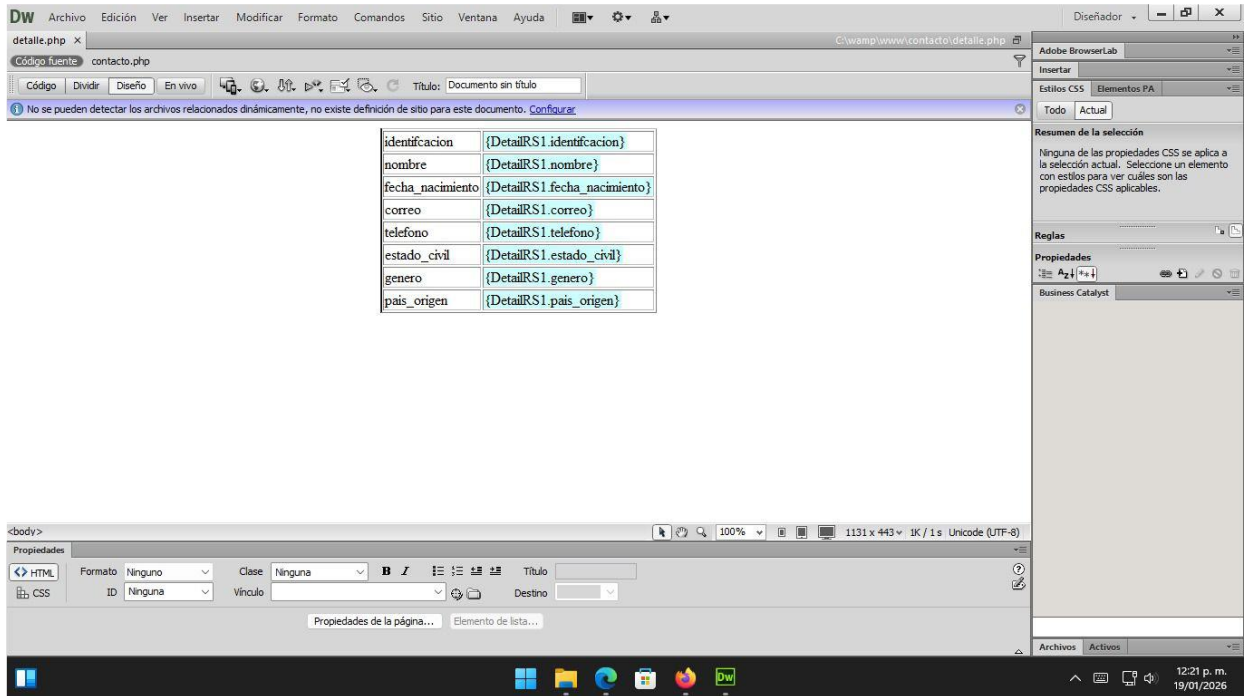 DW Archivo Edición Ver Insertar Modificar Formato Comandos Sitio Ventana Ayuda Diseñador
detalle.php × C:\wamp\www\contacto\detalle.php
Código fuente contacto.php
Código Dividir Diseño En vivo Título: Documento sin título
No se pueden detectar los archivos relacionados dinámicamente, no existe definición de sitio para este documento. Configurar
identifcacion {DetailRS1.identifcacion}
nombre {DetailRS1.nombre}
fecha_nacimiento {DetailRS1.fecha_nacimiento}
correo {DetailRS1.correo}
telefono {DetailRS1.telefono}
estado_civil {DetailRS1.estado_civil}
genero {DetailRS1.genero}
pais_origen {DetailRS1.pais_origen}
Adobe BrowserLab
Insertar
Estilos CSS Elementos PA
Todo Actual
Resumen de la selección
Ninguna de las propiedades CSS se aplica a
la selección actual. Seleccione un elemento
con estilos para ver cuáles son las
propiedades CSS aplicables.
Reglas
Propiedades
Business Catalyst
<body> 100% 1131 x 443 1K / 1 s Unicode (UTF-8)
Propiedades
HTML Formato Ninguno Clase Ninguna B I Título
CSS ID Ninguna Vínculo Destino
Propiedades de la página... Elemento de lista...
Archivos Activos
Dw 12:21 p. m.
19/01/2026